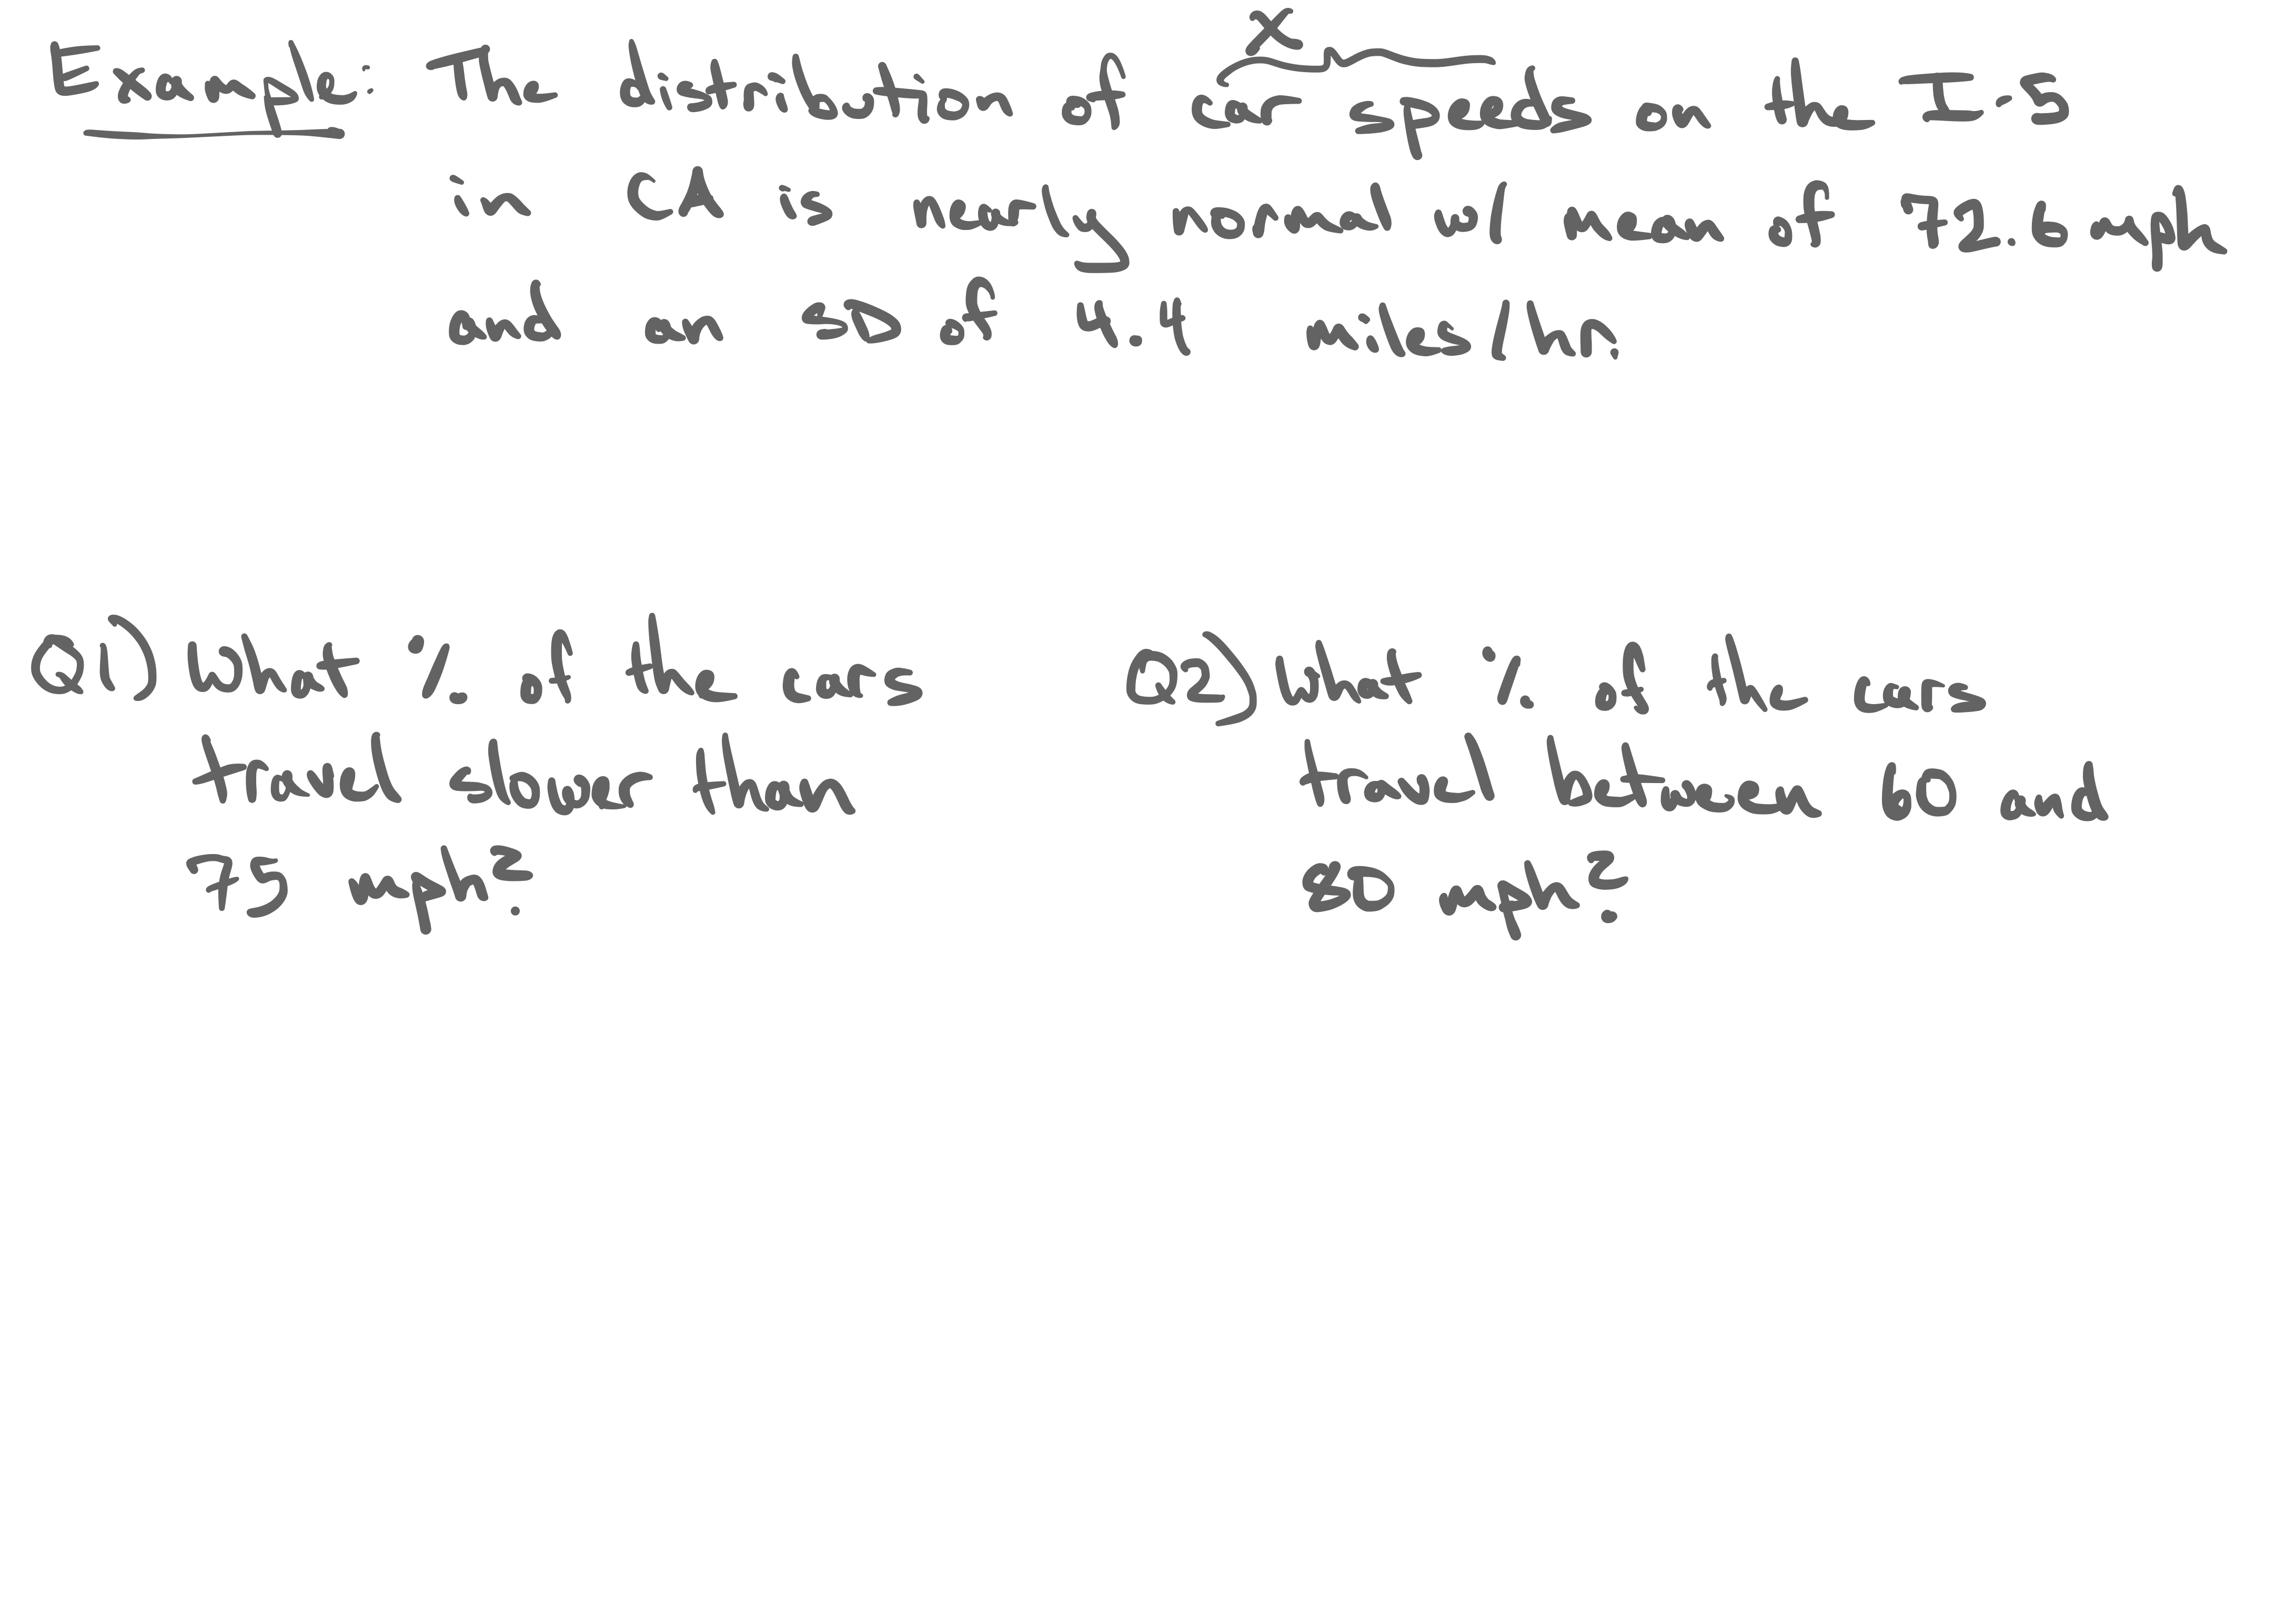 X
Example: The distribution of car speeds on the I-5
in CA is nearly normal w/ mean of 72.6 mph
and an SD of 4.4 miles/hr.
Q1) What % of the cars
travel slower than
75 mph?
Q2) What % of the cars
travel between 60 and
80 mph?